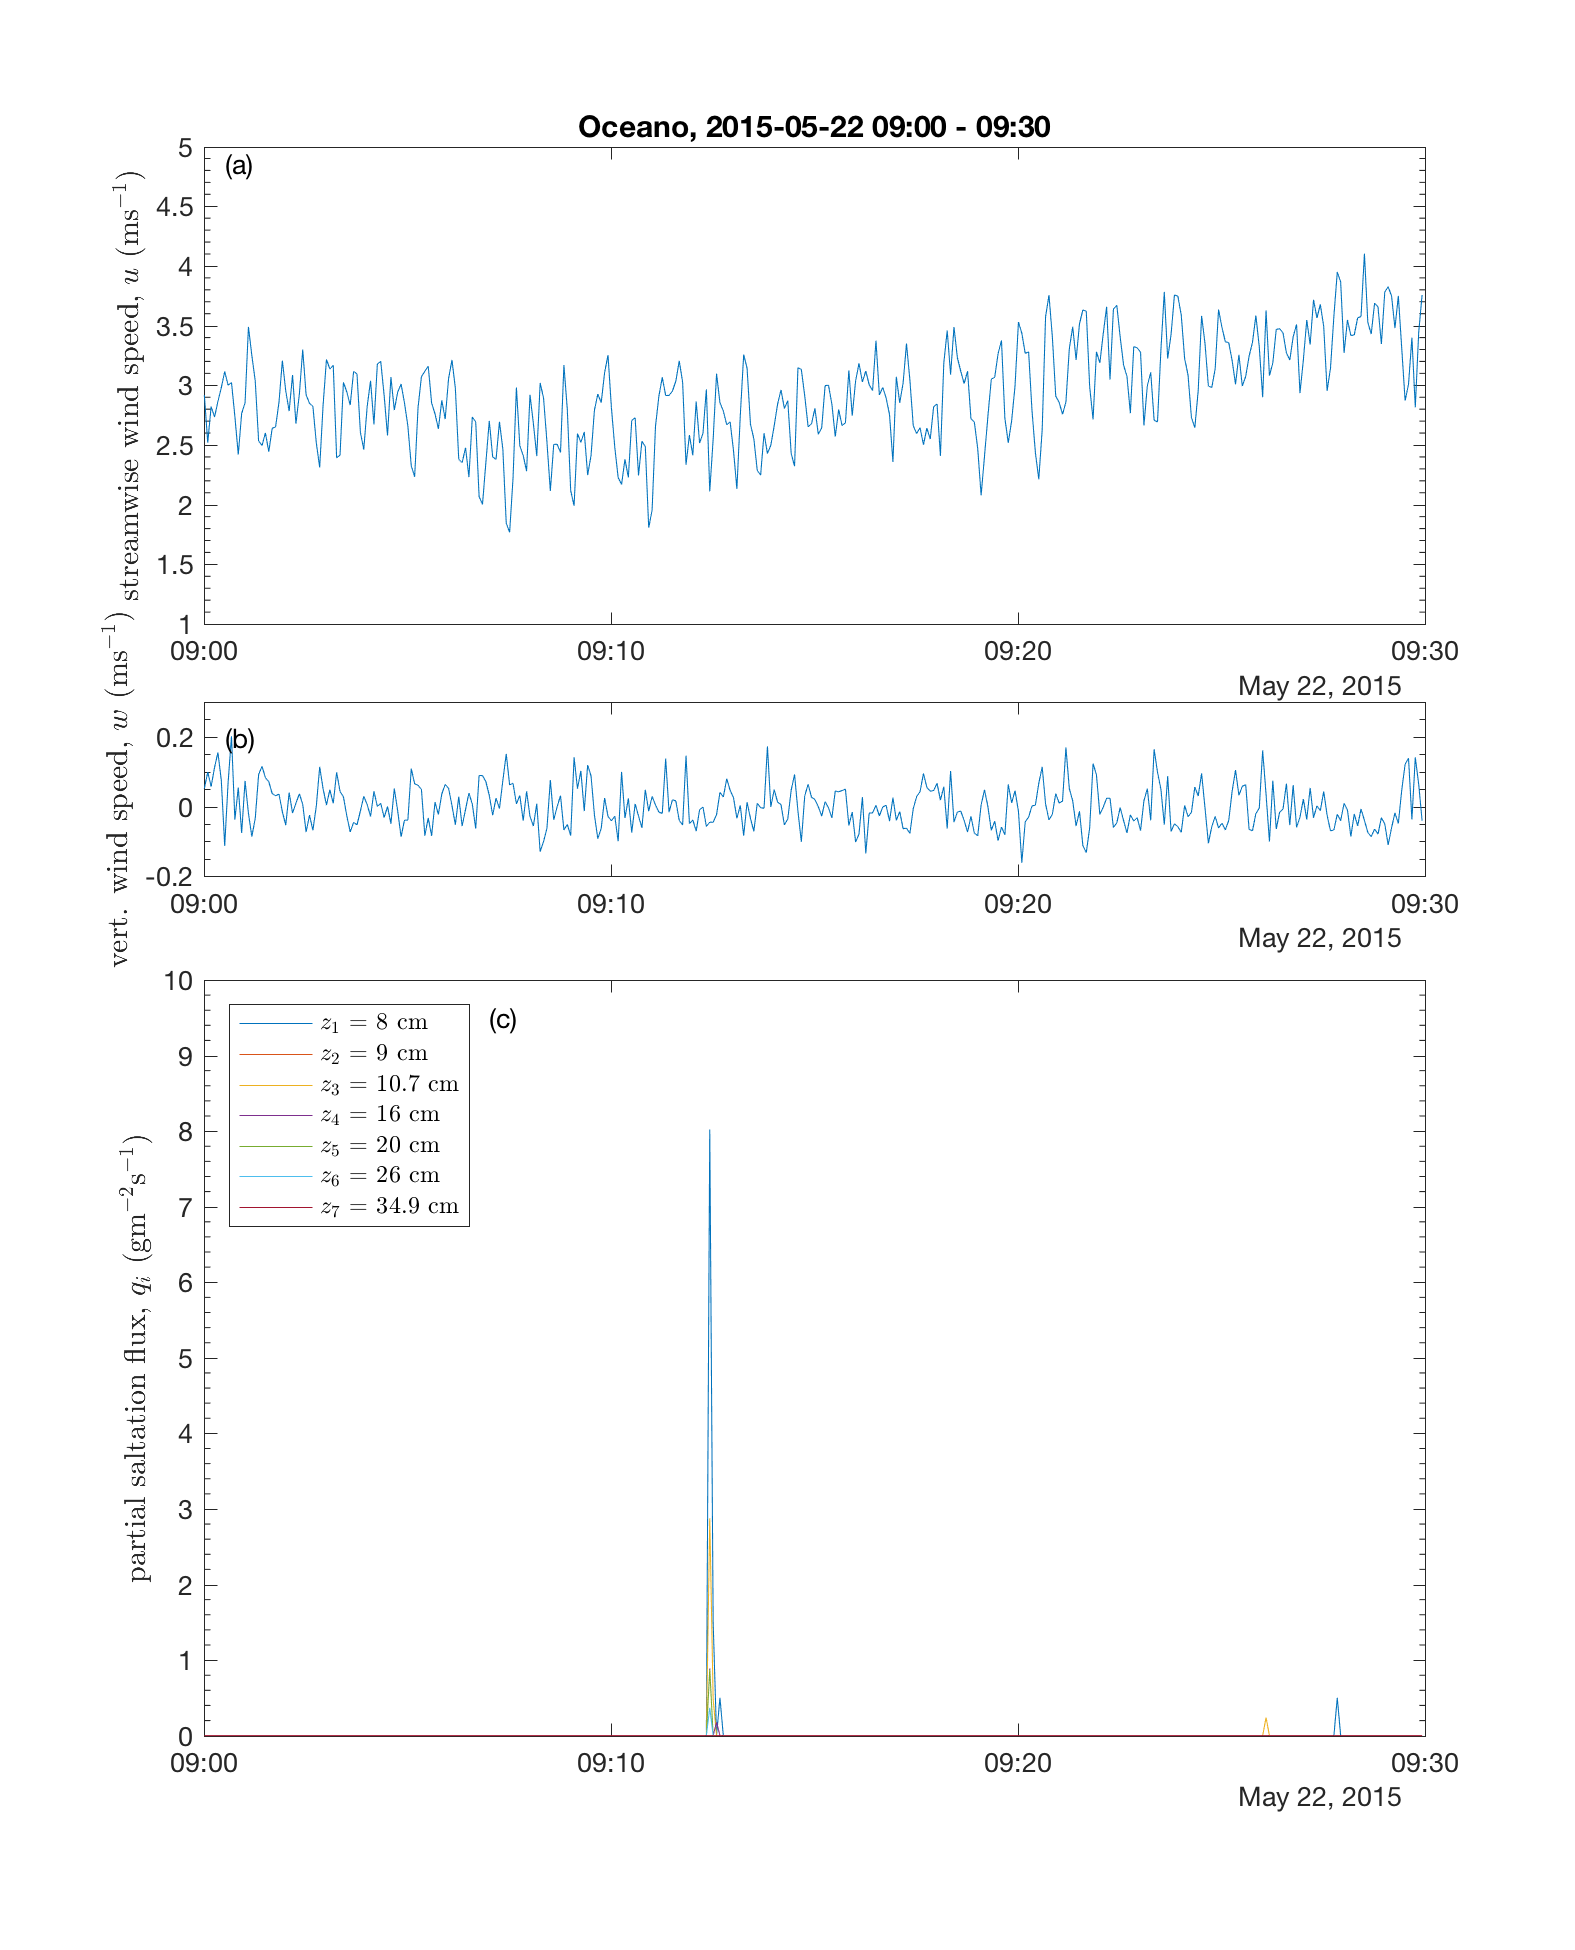 Oceano, 2015-05-22 09:00 - 09:30
(a)
streamwise wind speed, u (ms⁻¹)
5
4.5
4
3.5
3
2.5
2
1.5
1
09:00 09:10 09:20 09:30
May 22, 2015
(b)
vert. wind speed, w (ms⁻¹)
0.2
0
-0.2
09:00 09:10 09:20 09:30
May 22, 2015
(c)
partial saltation flux, qᵢ (gm⁻²s⁻¹)
10
9
8
7
6
5
4
3
2
1
0
z₁ = 8 cm
z₂ = 9 cm
z₃ = 10.7 cm
z₄ = 16 cm
z₅ = 20 cm
z₆ = 26 cm
z₇ = 34.9 cm
09:00 09:10 09:20 09:30
May 22, 2015